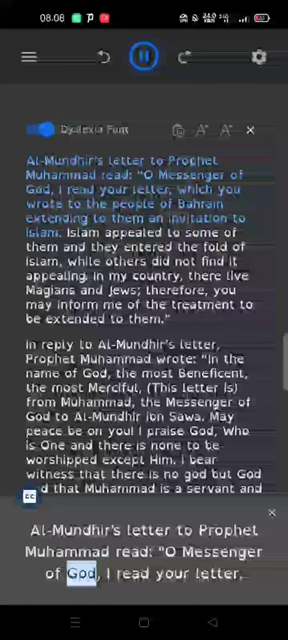 08.08
Dyslexia Font
Al-Mundhir's letter to Prophet
Muhammad read: "O Messenger of
God, I read your letter, which you
wrote to the people of Bahrain
extending to them an invitation to
Islam. Islam appealed to some of
them and they entered the fold of
Islam, while others did not find it
appealing. In my country, there live
Magians and Jews; therefore, you
may inform me of the treatment to
be extended to them."
In reply to Al-Mundhir's letter,
Prophet Muhammad wrote: "In the
name of God, the most Beneficent,
the most Merciful, (This letter is)
from Muhammad, the Messenger of
God to Al-Mundhir ibn Sawa. May
peace be on you! I praise God, Who
is One and there is none to be
worshipped except Him. I bear
witness that there is no god but God
that Muhammad is a servant and
cc
Al-Mundhir's letter to Prophet
Muhammad read: "O Messenger
of God, I read your letter,